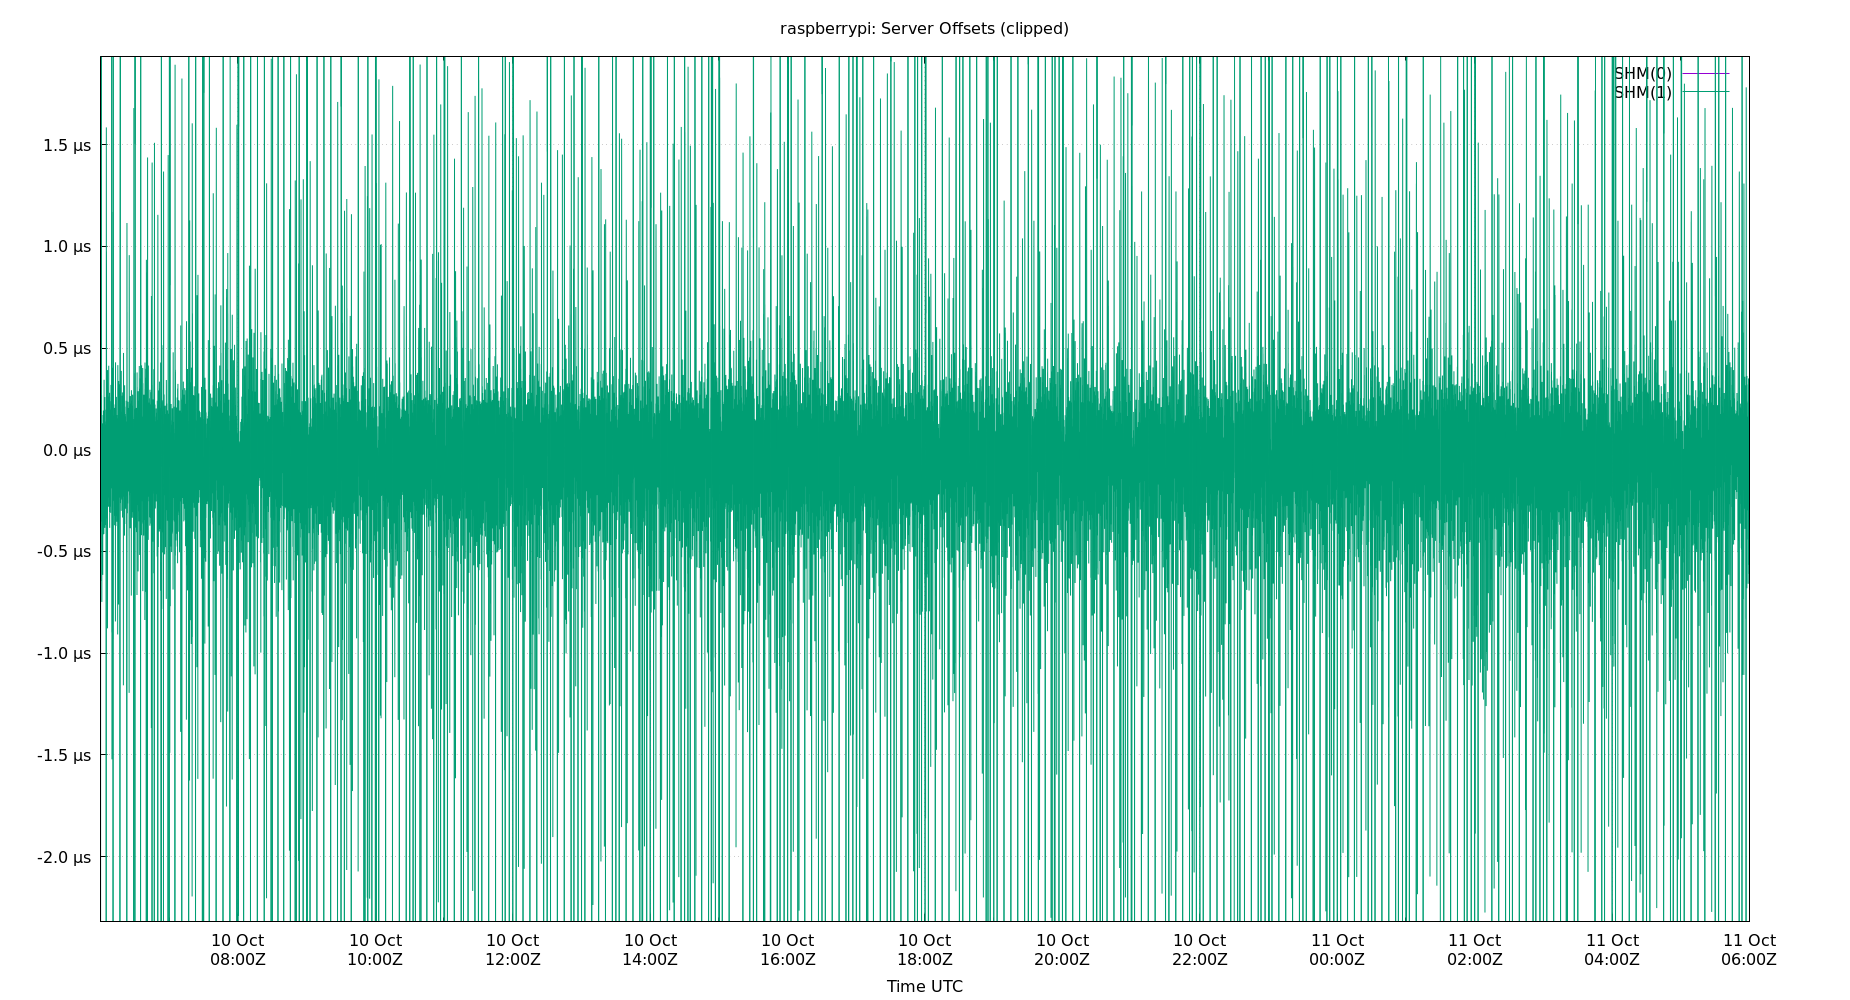 raspberrypi: Server Offsets (clipped)
SHM(0)
SHM(1)
1.5 µs
1.0 µs
0.5 µs
0.0 µs
-0.5 µs
-1.0 µs
-1.5 µs
-2.0 µs
10 Oct 10 Oct 10 Oct 10 Oct 10 Oct 10 Oct 10 Oct 10 Oct 11 Oct 11 Oct 11 Oct 11 Oct
08:00Z 10:00Z 12:00Z 14:00Z 16:00Z 18:00Z 20:00Z 22:00Z 00:00Z 02:00Z 04:00Z 06:00Z
Time UTC